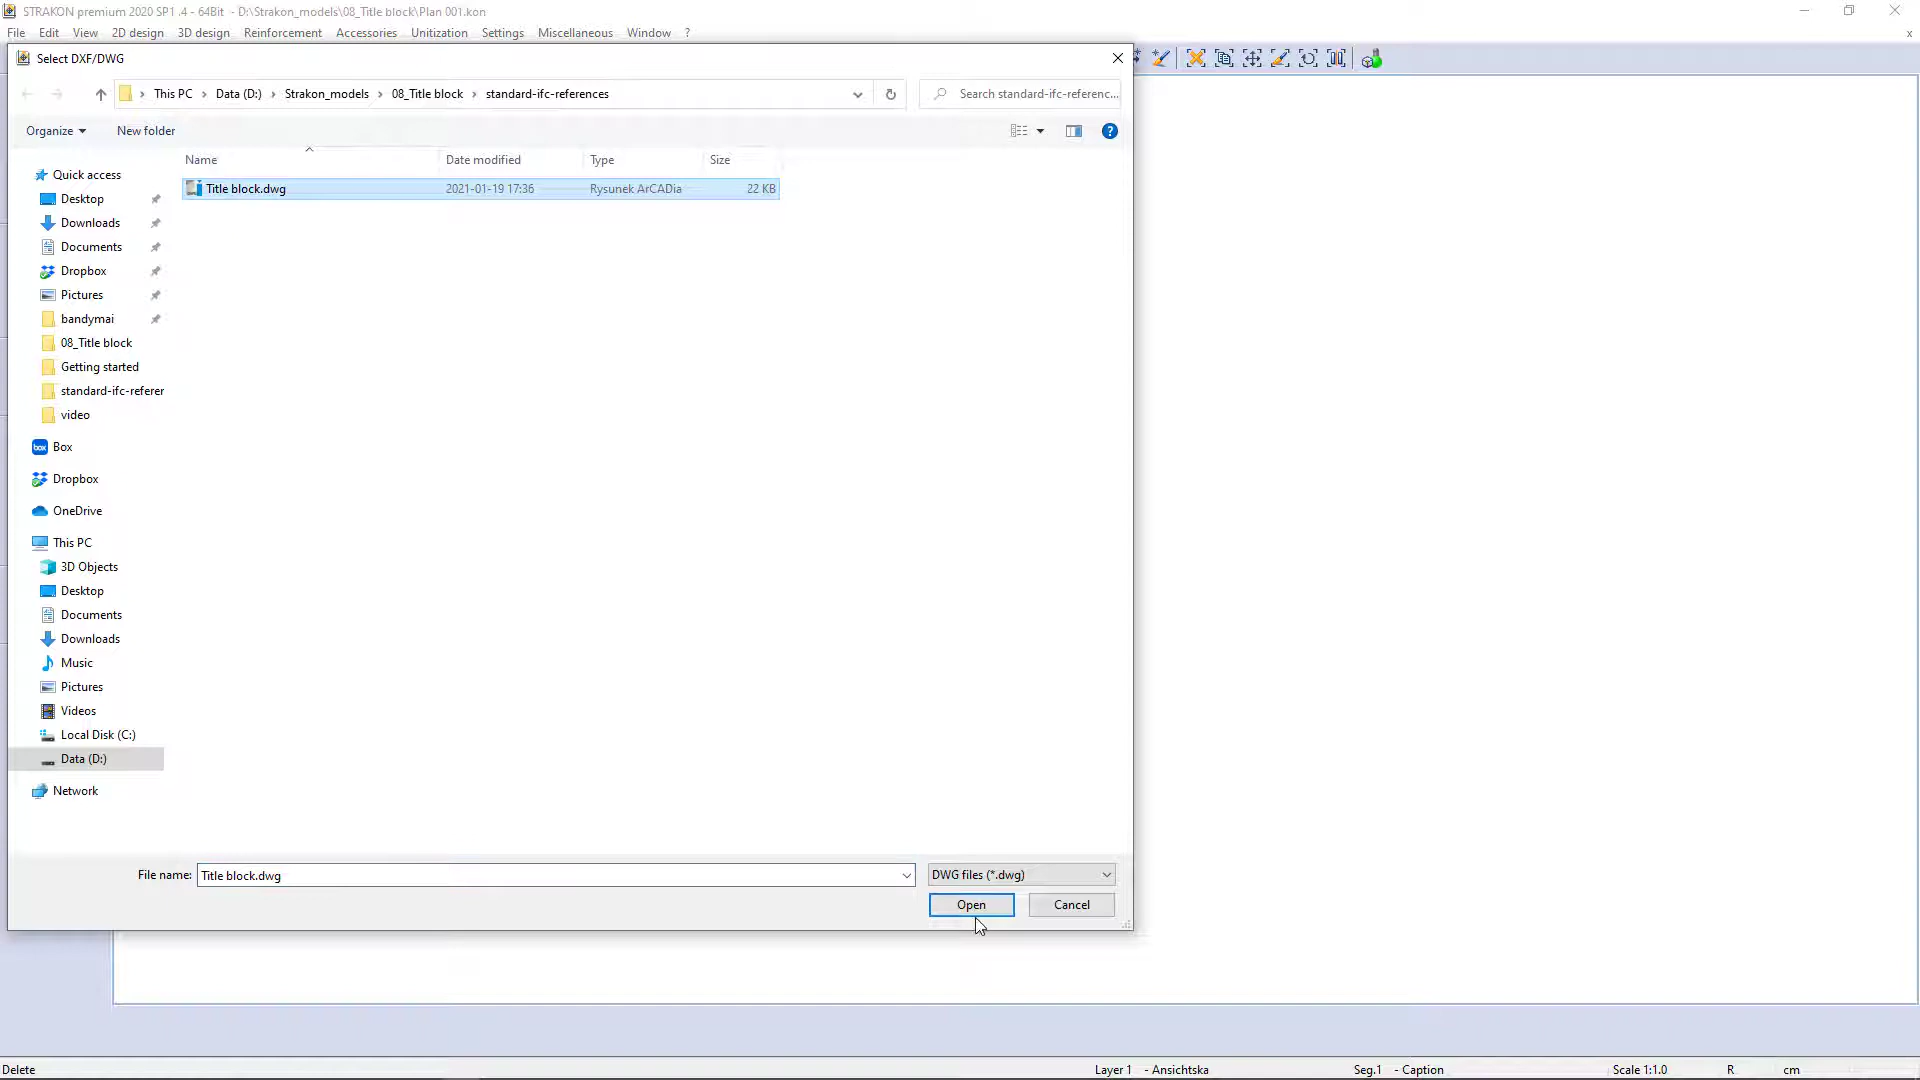 STRAKON premium 2020 SP1 .4 - 64Bit - D:\Strakon_models\08_Title block\Plan 001.kon
File Edit View 2D design 3D design Reinforcement Accessories Unitization Settings Miscellaneous Window ?
Select DXF/DWG
This PC › Data (D:) › Strakon_models › 08_Title block › standard-ifc-references
Search standard-ifc-referenc...
Organize New folder
Name Date modified Type Size
Title block.dwg 2021-01-19 17:36 Rysunek ArCADia 22 KB
Quick access
Desktop
Downloads
Documents
Dropbox
Pictures
bandymai
08_Title block
Getting started
standard-ifc-referer
video
Box
Dropbox
OneDrive
This PC
3D Objects
Desktop
Documents
Downloads
Music
Pictures
Videos
Local Disk (C:)
Data (D:)
Network
File name: Title block.dwg DWG files (*.dwg)
Open Cancel
Delete Layer 1 - Ansichtska Seg.1 - Caption Scale 1:1.0 R cm